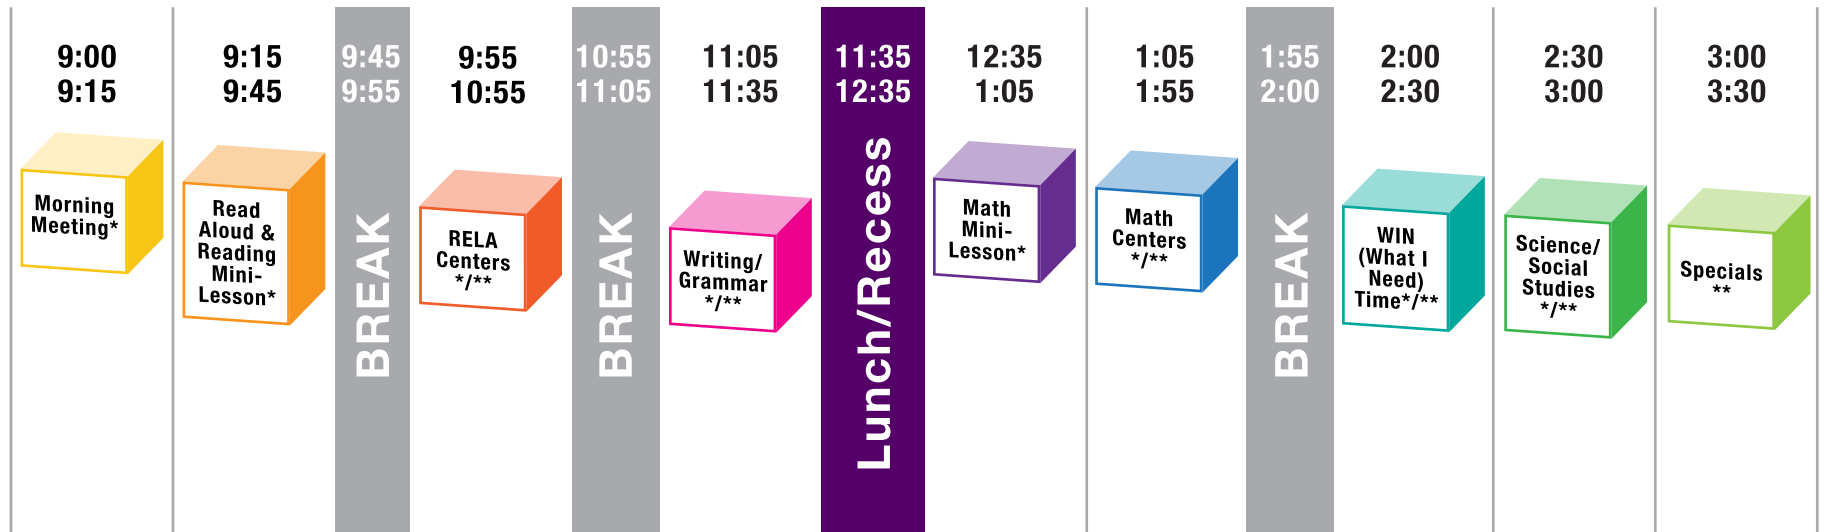 9:00
9:15
Morning
Meeting*
9:15
9:45
Read
Aloud &
Reading
Mini-
Lesson*
9:45
9:55
BREAK
9:55
10:55
RELA
Centers
*/**
10:55
11:05
BREAK
11:05
11:35
Writing/
Grammar
*/**
11:35
12:35
Lunch/Recess
12:35
1:05
Math
Mini-
Lesson*
1:05
1:55
Math
Centers
*/**
1:55
2:00
BREAK
2:00
2:30
WIN
(What I
Need)
Time*/**
2:30
3:00
Science/
Social
Studies
*/**
3:00
3:30
Specials
**